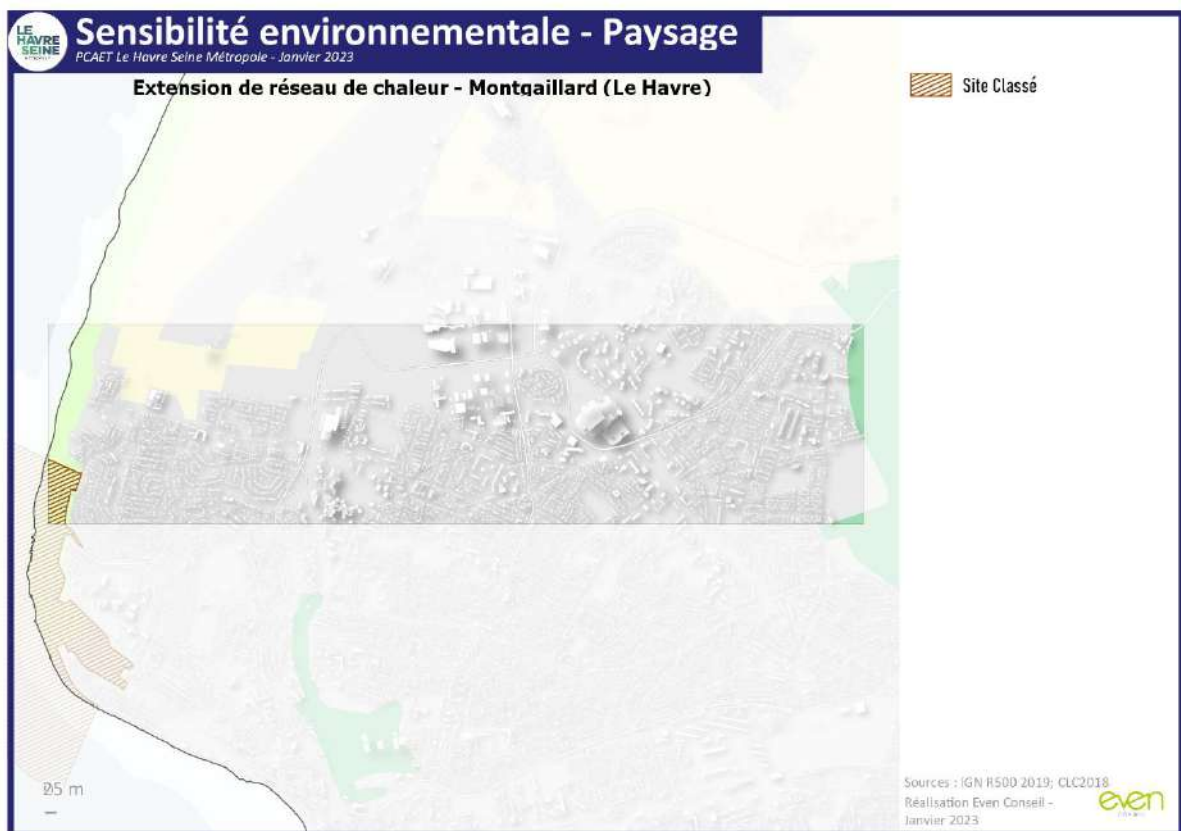 LE
HAVRE
SEINE
Sensibilité environnementale - Paysage
PCAET Le Havre Seine Métropole - Janvier 2023
Extension de réseau de chaleur - Montgaillard (Le Havre)
Site Classé
m
Sources : IGN R500 2019; CLC2018
Réalisation Even Conseil -
Janvier 2023
even